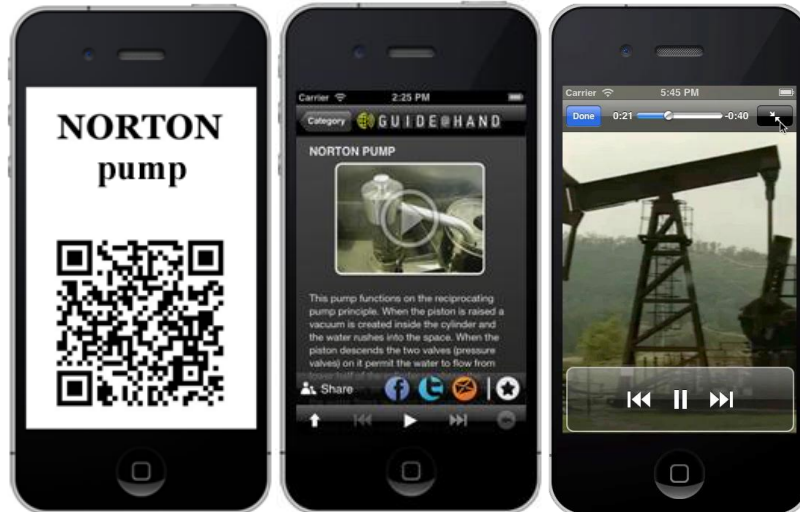 NORTON
pump
Carrier 2:25 PM
Category GUIDE@HAND
NORTON PUMP
This pump functions on the reciprocating
pump principle. When the piston is raised a
vacuum is created inside the cylinder and
the water rushes into the space. When the
piston descends the two valves (pressure
valves) on it permit the water to flow from
Share
Carrier 5:45 PM
Done 0:21 -0:40